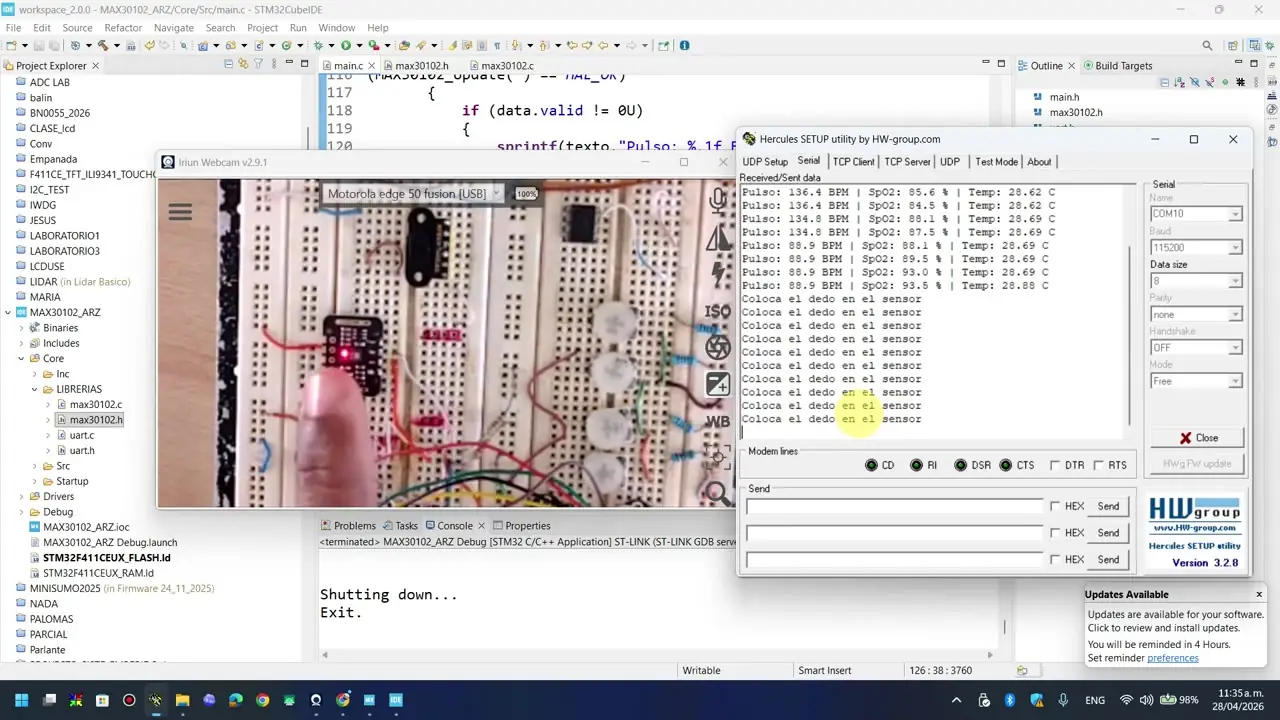 workspace_2.0.0 - MAX30102_ARZ/Core/Src/main.c - STM32CubeIDE
File Edit Source Refactor Navigate Search Project Run Window Help
Project Explorer
ADC LAB
balin
BN0055_2026
CLASE_lcd
Conv
Empanada
F411CE_TFT_ILI9341_TOUCHC
I2C_TEST
IWDG
JESUS
LABORATORIO1
LABORATORIO3
LCDUSE
LIDAR (in Lidar Basico)
MARIA
MAX30102_ARZ
Binaries
Includes
Core
Inc
LIBRERIAS
max30102.c
max30102.h
uart.c
uart.h
Src
Startup
Drivers
Debug
MAX30102_ARZ.ioc
MAX30102_ARZ Debug.launch
STM32F411CEUX_FLASH.ld
STM32F411CEUX_RAM.ld
MINISUMO2025 (in Firmware 24_11_2025)
NADA
PALOMAS
PARCIAL
Parlante
main.c max30102.h max30102.c
117 {
118 if (data.valid != 0U)
119 {
120
Outline Build Targets
main.h
max30102.h
Iriun Webcam v2.9.1
Motorola edge 50 fusion [USB]
100%
ISO
WB
Hercules SETUP utility by HW-group.com
UDP Setup Serial TCP Client TCP Server UDP Test Mode About
Received/Sent data
Pulso: 136.4 BPM | SpO2: 85.6 % | Temp: 28.62 C
Pulso: 136.4 BPM | SpO2: 84.5 % | Temp: 28.62 C
Pulso: 134.8 BPM | SpO2: 88.1 % | Temp: 28.69 C
Pulso: 134.8 BPM | SpO2: 87.5 % | Temp: 28.69 C
Pulso: 88.9 BPM | SpO2: 88.1 % | Temp: 28.69 C
Pulso: 88.9 BPM | SpO2: 89.5 % | Temp: 28.69 C
Pulso: 88.9 BPM | SpO2: 93.0 % | Temp: 28.69 C
Pulso: 88.9 BPM | SpO2: 93.5 % | Temp: 28.88 C
Coloca el dedo en el sensor
Coloca el dedo en el sensor
Coloca el dedo en el sensor
Coloca el dedo en el sensor
Coloca el dedo en el sensor
Coloca el dedo en el sensor
Coloca el dedo en el sensor
Coloca el dedo en el sensor
Coloca el dedo en el sensor
Coloca el dedo en el sensor
Serial
Name
COM10
Baud
115200
Data size
8
Parity
none
Handshake
OFF
Mode
Free
Close
HWg FW update
Modem lines
CD RI DSR CTS DTR RTS
Send
HEX Send
HEX Send
HEX Send
HWgroup
www.HW-group.com
Hercules SETUP utility
Version 3.2.8
Problems Tasks Console Properties
<terminated> MAX30102_ARZ Debug [STM32 C/C++ Application] ST-LINK (ST-LINK GDB serve
Shutting down...
Exit.
Updates Available
Updates are available for your software.
Click to review and install updates.
You will be reminded in 4 Hours.
Set reminder preferences
Writable Smart Insert 126 : 38 : 3760
ENG
98%
11:35 a.m.
28/04/2026